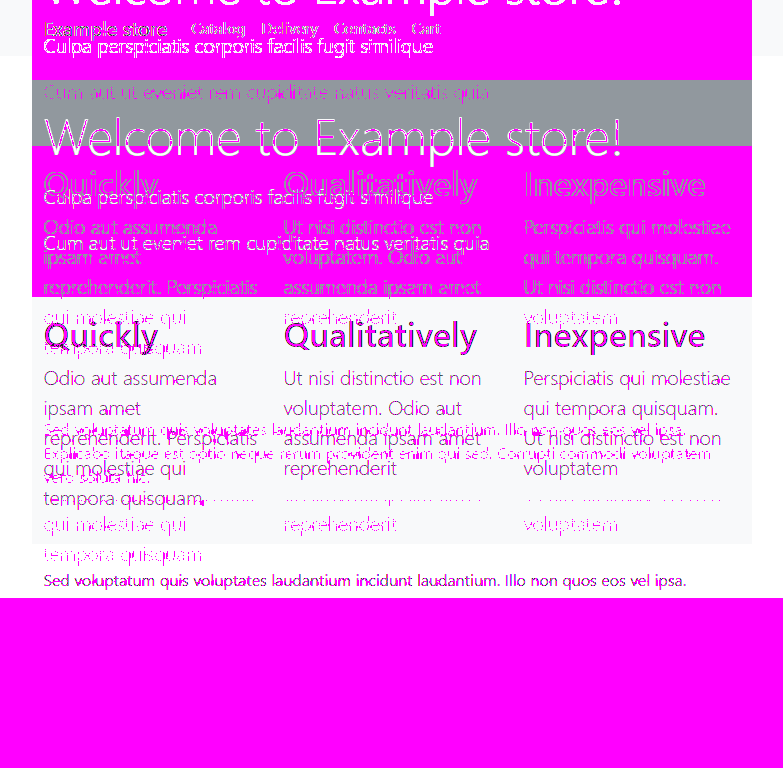 Welcome to Example store!
Example store Catalog Delivery Contacts Cart
Culpa perspiciatis corporis facilis fugit similique
Cum aut ut eveniet rem cupiditate natus veritatis quia
Welcome to Example store!
Quickly Qualitatively Inexpensive
Culpa perspiciatis corporis facilis fugit similique
Odio aut assumenda Ut nisi distinctio est non Perspiciatis qui molestiae
Cum aut ut eveniet rem cupiditate natus veritatis quia
ipsam amet voluptatem. Odio aut qui tempora quisquam.
reprehenderit. Perspiciatis assumenda ipsam amet Ut nisi distinctio est non
qui molestiae qui reprehenderit voluptatem
Quickly Qualitatively Inexpensive
tempora quisquam
Odio aut assumenda Ut nisi distinctio est non Perspiciatis qui molestiae
ipsam amet voluptatem. Odio aut qui tempora quisquam.
Sed voluptatum quis voluptates laudantium incidunt laudantium. Illo non quos eos vel ipsa.
reprehenderit. Perspiciatis assumenda ipsam amet Ut nisi distinctio est non
Explicabo itaque est optio neque rerum provident enim qui sed. Corrupti commodi voluptatem
qui molestiae qui reprehenderit voluptatem
tempora quisquam
qui molestiae qui reprehenderit voluptatem
tempora quisquam
Sed voluptatum quis voluptates laudantium incidunt laudantium. Illo non quos eos vel ipsa.